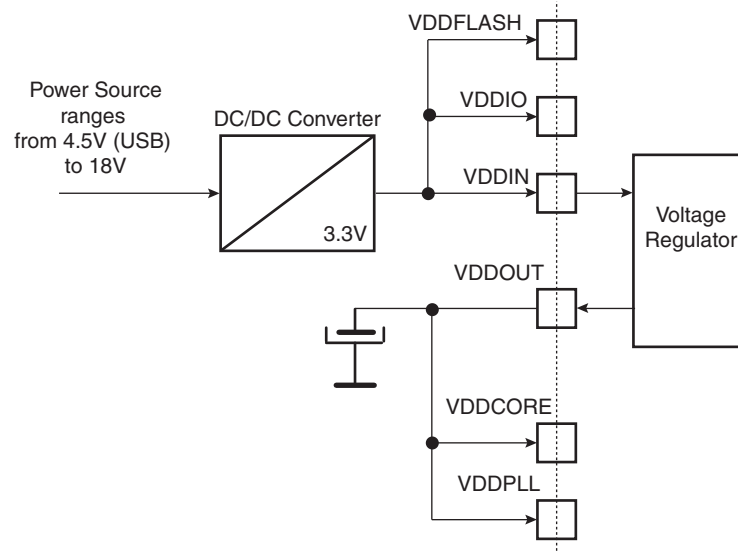 VDDFLASH
Power Source
ranges
from 4.5V (USB)
to 18V
DC/DC Converter
3.3V
VDDIO
VDDIN
Voltage
Regulator
VDDOUT
VDDCORE
VDDPLL